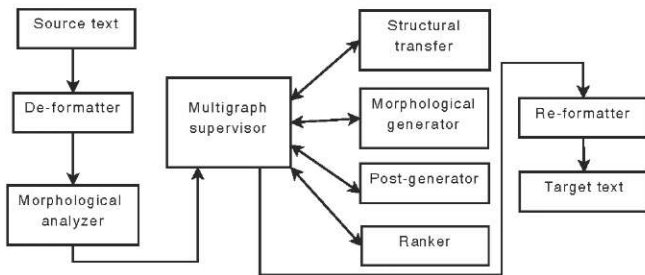 Source text
De-formatter
Morphological
analyzer
Multigraph
supervisor
Structural
transfer
Morphological
generator
Post-generator
Ranker
Re-formatter
Target text